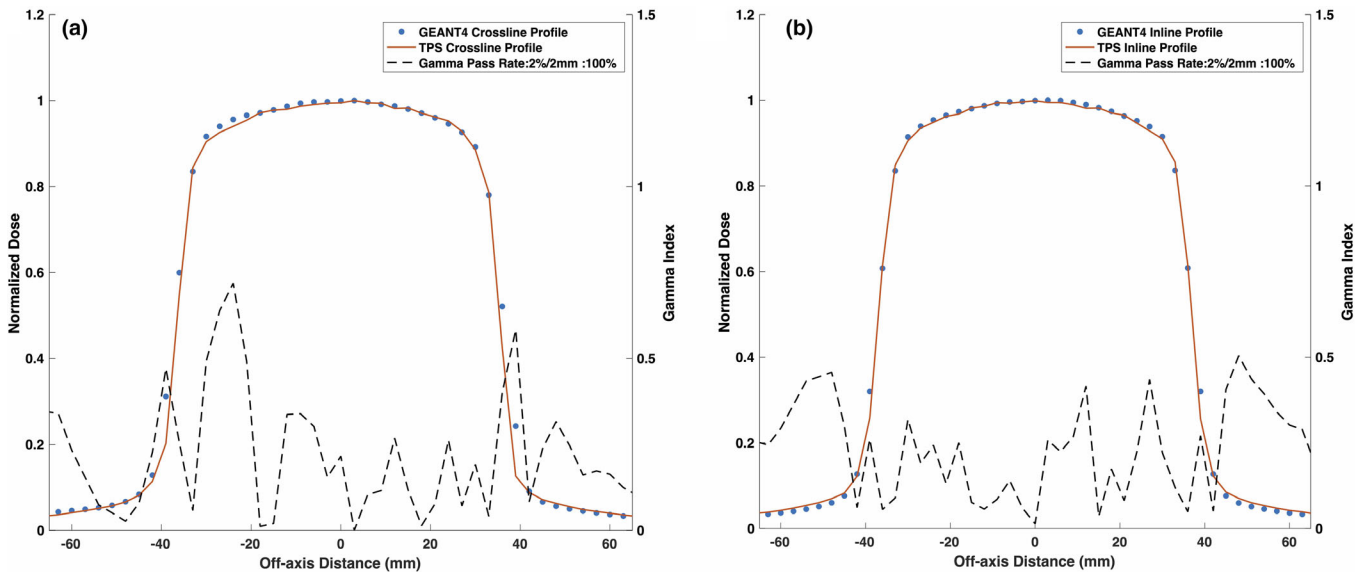 (a)
GEANT4 Crossline Profile
TPS Crossline Profile
Gamma Pass Rate:2%/2mm :100%
1.2
1
0.8
0.6
0.4
0.2
0
Normalized Dose
1.5
1
0.5
0
Gamma Index
-60 -40 -20 0 20 40 60
Off-axis Distance (mm)
(b)
GEANT4 Inline Profile
TPS Inline Profile
Gamma Pass Rate:2%/2mm :100%
1.2
1
0.8
0.6
0.4
0.2
0
Normalized Dose
1.5
1
0.5
0
Gamma Index
-60 -40 -20 0 20 40 60
Off-axis Distance (mm)